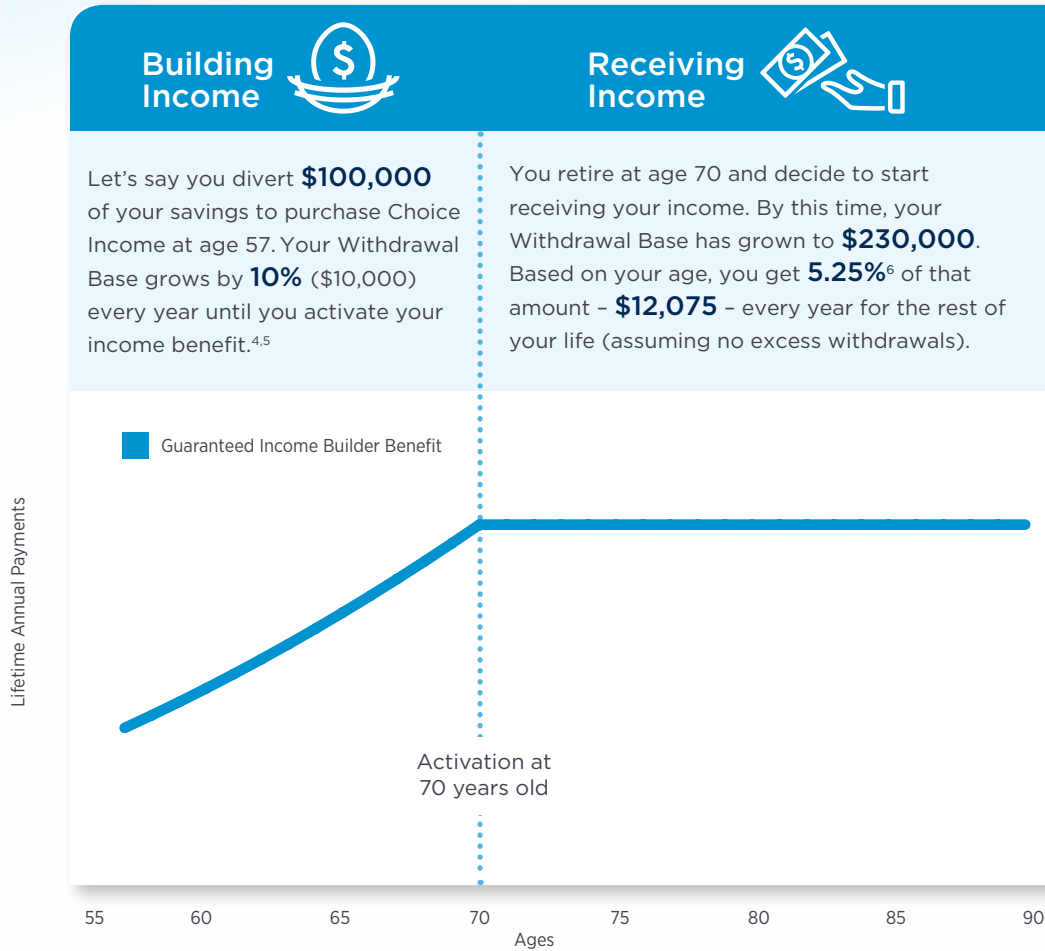 Building
Income
$
Receiving
Income
$
Let's say you divert $100,000
of your savings to purchase Choice
Income at age 57. Your Withdrawal
Base grows by 10% ($10,000)
every year until you activate your
income benefit.4,5
You retire at age 70 and decide to start
receiving your income. By this time, your
Withdrawal Base has grown to $230,000.
Based on your age, you get 5.25%6 of that
amount – $12,075 – every year for the rest of
your life (assuming no excess withdrawals).
Guaranteed Income Builder Benefit
Lifetime Annual Payments
Activation at
70 years old
55 60 65 70 75 80 85 90
Ages